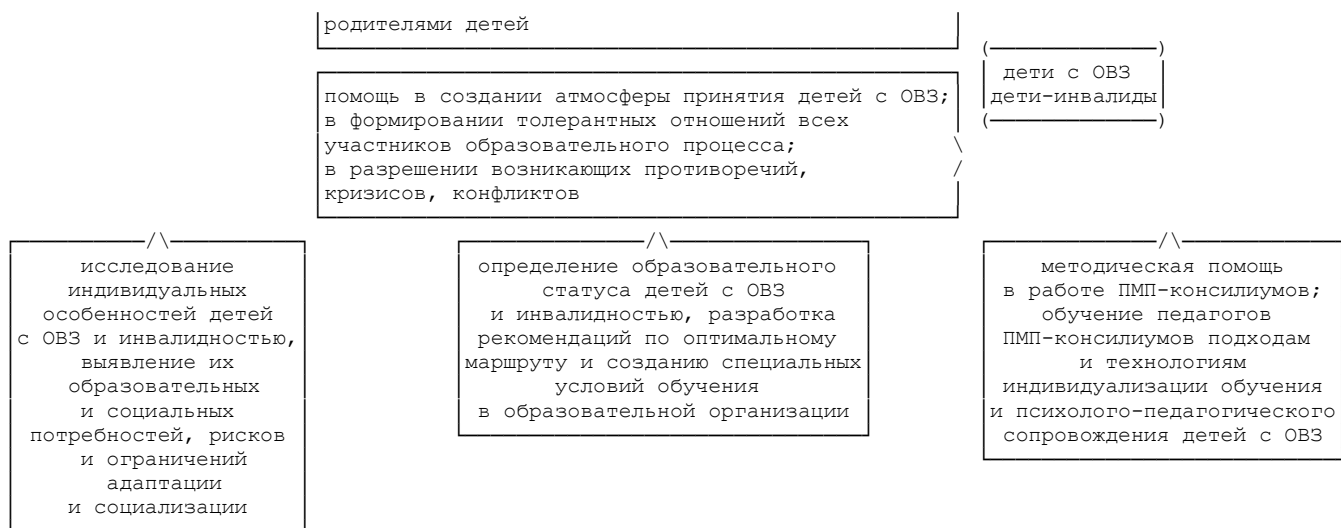 родителями детей
дети с ОВЗ
дети-инвалиды
помощь в создании атмосферы принятия детей с ОВЗ;
в формировании толерантных отношений всех
участников образовательного процесса;
в разрешении возникающих противоречий,
кризисов, конфликтов
исследование
индивидуальных
особенностей детей
с ОВЗ и инвалидностью,
выявление их
образовательных
и социальных
потребностей, рисков
и ограничений
адаптации
и социализации
определение образовательного
статуса детей с ОВЗ
и инвалидностью, разработка
рекомендаций по оптимальному
маршруту и созданию специальных
условий обучения
в образовательной организации
методическая помощь
в работе ПМП-консилиумов;
обучение педагогов
ПМП-консилиумов подходам
и технологиям
индивидуализации обучения
и психолого-педагогического
сопровождения детей с ОВЗ